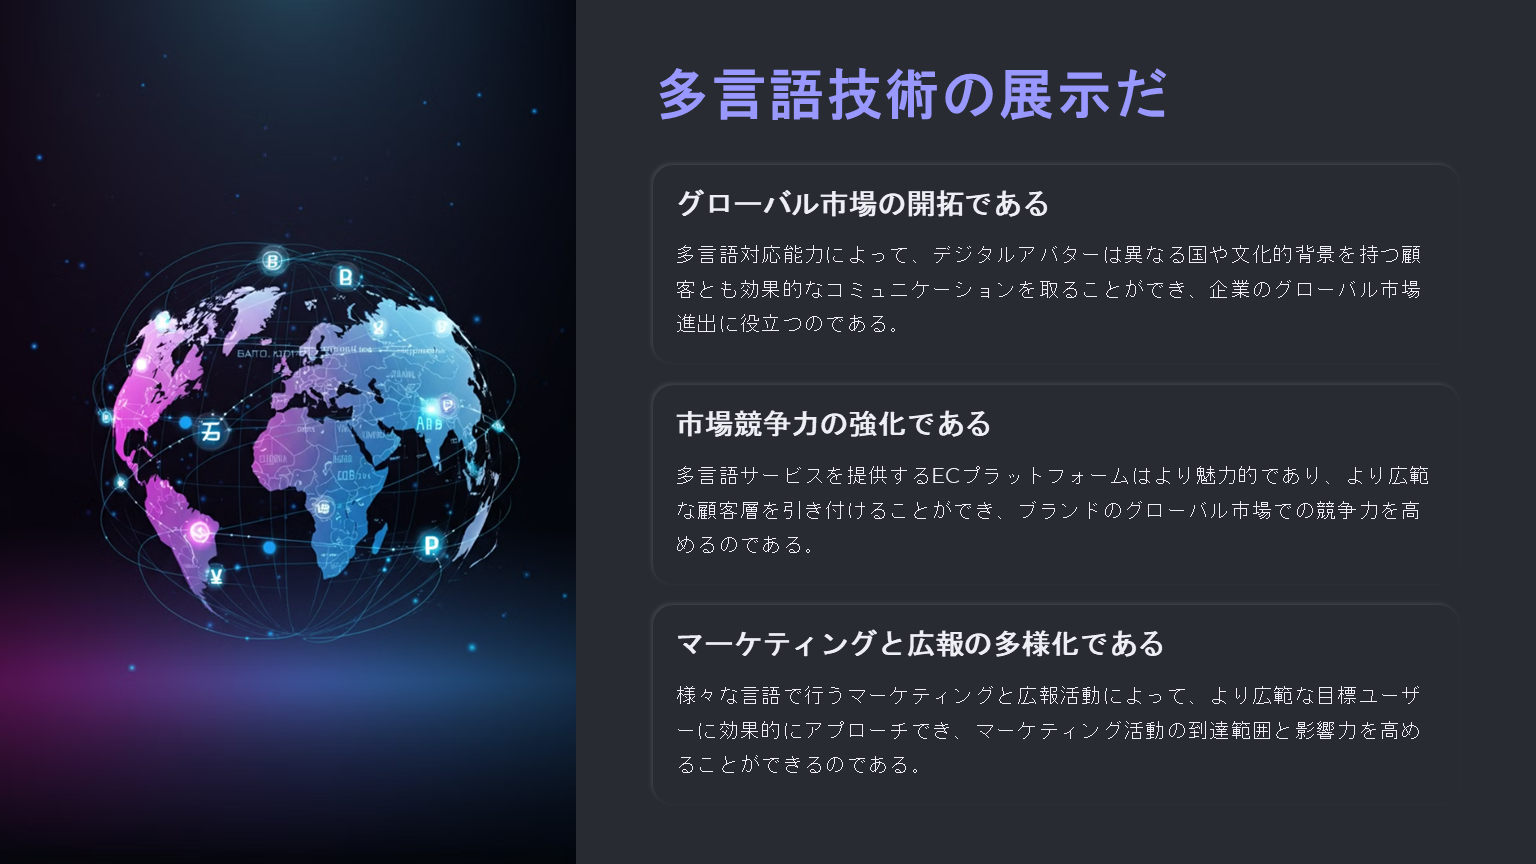 多言語技術の展示だ
グローバル市場の開拓である
多言語対応能力によって、デジタルアバターは異なる国や文化的背景を持つ顧
客とも効果的なコミュニケーションを取ることができ、企業のグローバル市場
進出に役立つのである。
市場競争力の強化である
多言語サービスを提供するECプラットフォームはより魅力的であり、より広範
な顧客層を引き付けることができ、ブランドのグローバル市場での競争力を高
めるのである。
マーケティングと広報の多様化である
様々な言語で行うマーケティングと広報活動によって、より広範な目標ユーザ
ーに効果的にアプローチでき、マーケティング活動の到達範囲と影響力を高め
ることができるのである。